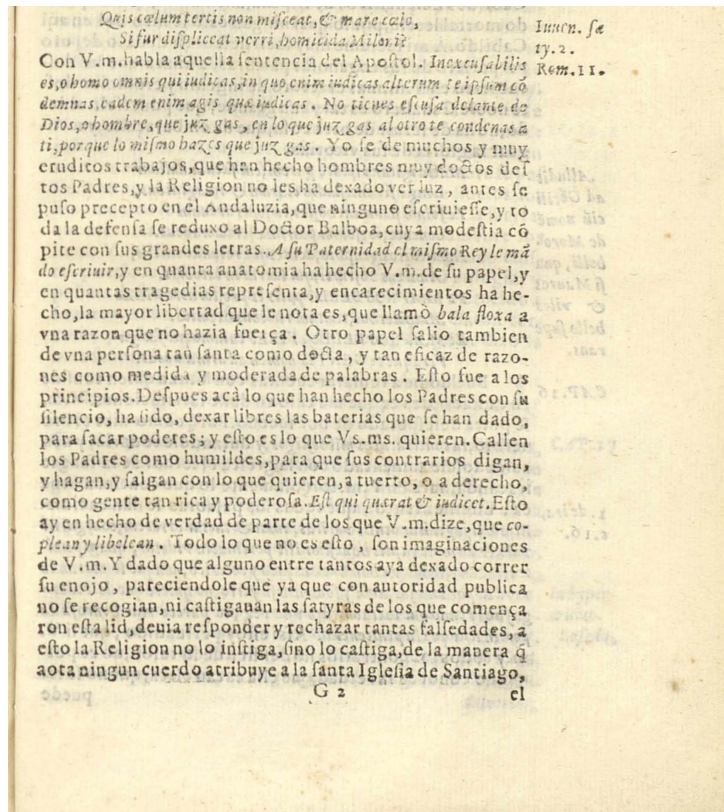 Quis cœlum terris non misceat, & mare cælo,
Si fur displiceat verri, homicida Miloni?
Iuuen. sa
ty. 2.
Rom. 11.
Con V.m. habla aquella sentencia del Apostol. Inexcusabilis
es, o homo omnis qui iudicas, in quo enim iudicas alterum te ipsum cō
demnas, eadem enim agis quæ iudicas. No tienes escusa delante de
Dios, o hombre, que juzgas, en lo que juzgas al otro te condenas a
ti, porque lo mismo hazes que juzgas. Yo se de muchos y muy
eruditos trabajos, que han hecho hombres muy doctos des
tos Padres, y la Religion no les ha dexado ver luz, antes se
puso precepto en el Andaluzia, que ninguno escriuiesse, y to
da la defensa se reduxo al Doctor Balboa, cuya modestia cō
pite con sus grandes letras. A su Paternidad el mismo Rey le mā
do escriuir, y en quanta anatomia ha hecho V.m. de su papel, y
en quantas tragedias representa, y encarecimientos ha he-
cho, la mayor libertad que le nota es, que llamò bala floxa a
vna razon que no hazia fuerça. Otro papel salio tambien
de vna persona tan santa como docta, y tan eficaz de razo-
nes como medida y moderada de palabras. Esto fue a los
principios. Despues acà lo que han hecho los Padres con su
silencio, ha sido, dexar libres las baterias que se han dado,
para sacar poderes; y esto es lo que Vs.ms. quieren. Callen
los Padres como humildes, para que sus contrarios digan,
y hagan, y salgan con lo que quieren, a tuerto, o a derecho,
como gente tan rica y poderosa. Est qui quærat & iudicet. Esto
ay en hecho de verdad de parte de los que V.m. dize, que co-
plean y libelean. Todo lo que no es esto, son imaginaciones
de V.m. Y dado que alguno entre tantos aya dexado correr
su enojo, pareciendole que ya que con autoridad publica
no se recogian, ni castigauan las satyras de los que comença
ron esta lid, deuia responder y rechazar tantas falsedades, a
esto la Religion no lo instiga, sino lo castiga, de la manera q̄
aora ningun cuerdo atribuye a la santa Iglesia de Santiago,
G 2
el